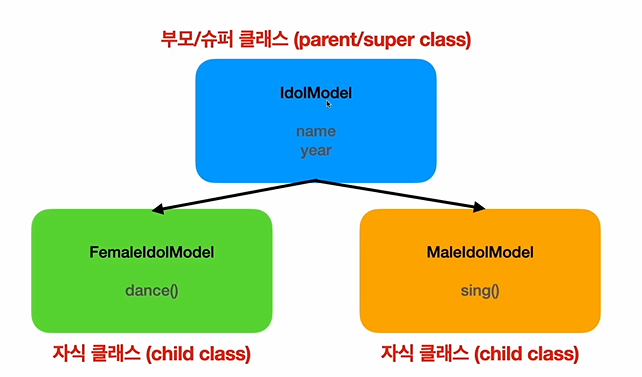 부모/슈퍼 클래스 (parent/super class)
IdolModel
name
year
FemaleIdolModel
dance()
MaleIdolModel
sing()
자식 클래스 (child class)
자식 클래스 (child class)